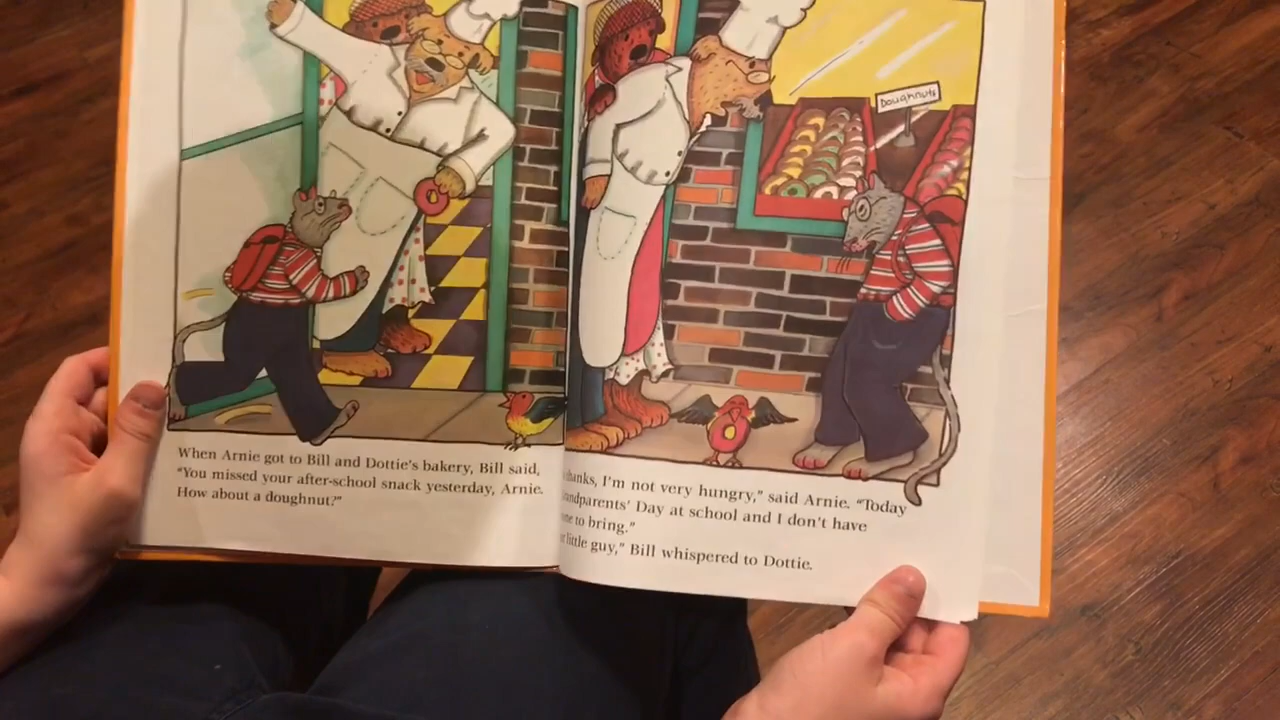 Doughnuts
When Arnie got to Bill and Dottie's bakery, Bill said,
"You missed your after-school snack yesterday, Arnie.
How about a doughnut?"
thanks, I'm not very hungry," said Arnie. "Today
Grandparents' Day at school and I don't have
to bring."
little guy," Bill whispered to Dottie.